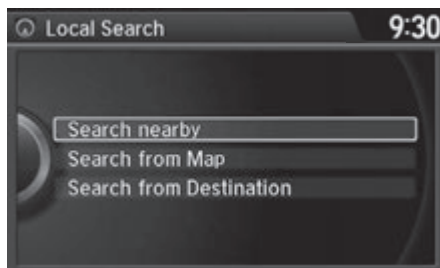 Local Search
9:30
Search nearby
Search from Map
Search from Destination